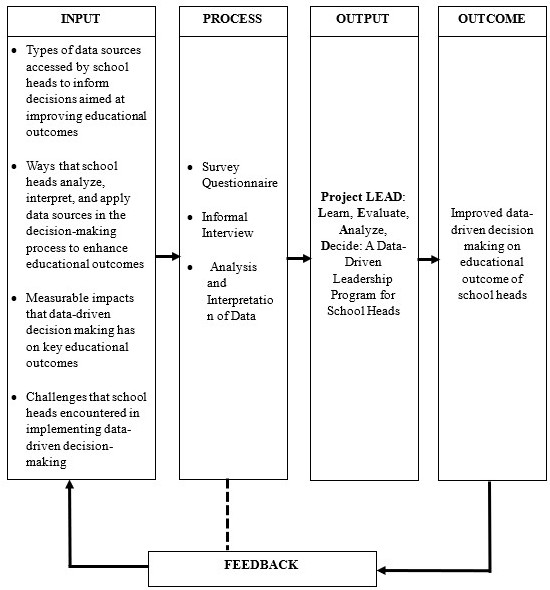 INPUT
Types of data sources
accessed by school
heads to inform
decisions aimed at
improving educational
outcomes
Ways that school
heads analyze,
interpret, and apply
data sources in the
decision-making
process to enhance
educational outcomes
Measurable impacts
that data-driven
decision making has
on key educational
outcomes
Challenges that school
heads encountered in
implementing data-
driven decision-
making
PROCESS
Survey
Questionnaire
Informal
Interview
Analysis
and
Interpretatio
n of Data
OUTPUT
Project LEAD:
Learn, Evaluate,
Analyze,
Decide: A Data-
Driven
Leadership
Program for
School Heads
OUTCOME
Improved data-
driven decision
making on
educational
outcome of
school heads
FEEDBACK